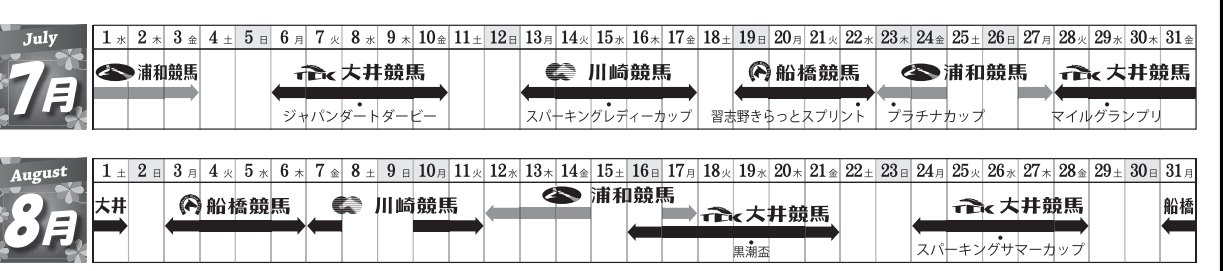 July
7月
1水 2木 3金 4土 5日 6月 7火 8水 9木 10金 11土 12日 13月 14火 15水 16木 17金 18土 19日 20月 21火 22水 23木 24金 25土 26日 27月 28火 29水 30木 31金
浦和競馬 TCK 大井競馬 川崎競馬 船橋競馬 浦和競馬 TCK 大井競馬
ジャパンダートダービー スパーキングレディーカップ 習志野きらっとスプリント プラチナカップ マイルグランプリ
August
8月
1土 2日 3月 4火 5水 6木 7金 8土 9日 10月 11火 12水 13木 14金 15土 16日 17月 18火 19水 20木 21金 22土 23日 24月 25火 26水 27木 28金 29土 30日 31月
大井 船橋競馬 川崎競馬 浦和競馬 TCK 大井競馬 TCK 大井競馬 船橋
黒潮盃 スパーキングサマーカップ